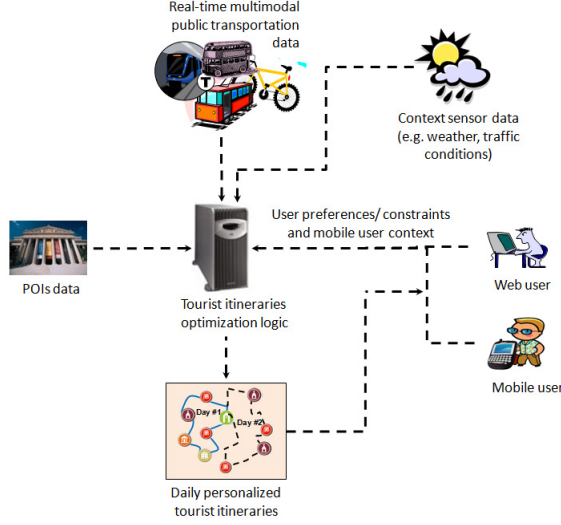 Real-time multimodal
public transportation
data
T
Context sensor data
(e.g. weather, traffic
conditions)
User preferences/ constraints
and mobile user context
POIs data
Tourist itineraries
optimization logic
Web user
Mobile user
Day #1
Day #2
Daily personalized
tourist itineraries